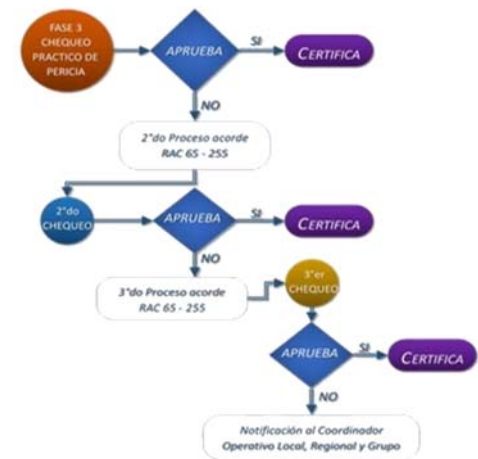 FASE 3
CHEQUEO
PRACTICO DE
PERICIA
APRUEBA
SI
CERTIFICA
NO
2°do Proceso acorde
RAC 65 - 255
2°do
CHEQUEO
APRUEBA
SI
CERTIFICA
NO
3°do Proceso acorde
RAC 65 - 255
3°er
CHEQUEO
APRUEBA
SI
CERTIFICA
NO
Notificación al Coordinador
Operativo Local, Regional y Grupo